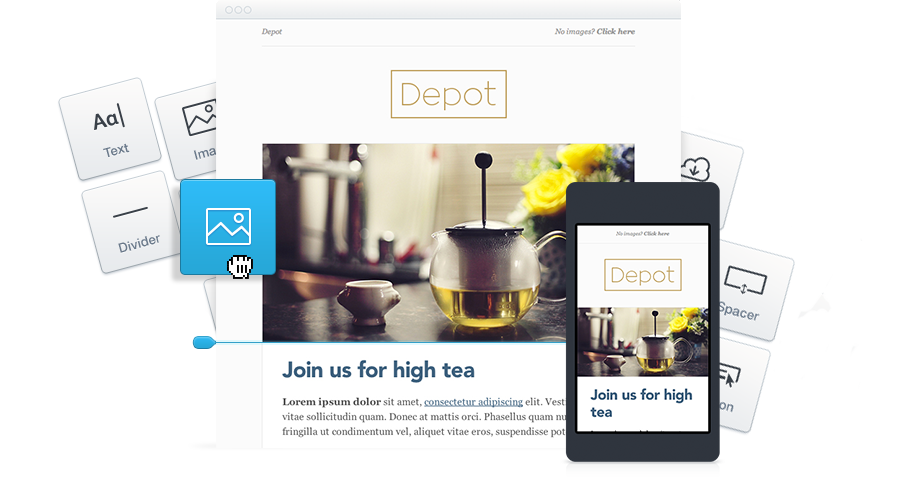 Depot
No images? Click here
Depot
Aa
Text
Ima
Divider
Join us for high tea
Lorem ipsum dolor sit amet, consectetur adipiscing elit. Vest
vitae sollicitudin quam. Donec at mattis orci. Phasellus quam nu
fringilla ut condimentum vel, aliquet vitae eros, suspendisse pot
No images? Click here
Depot
Join us for high
tea
Spacer
on